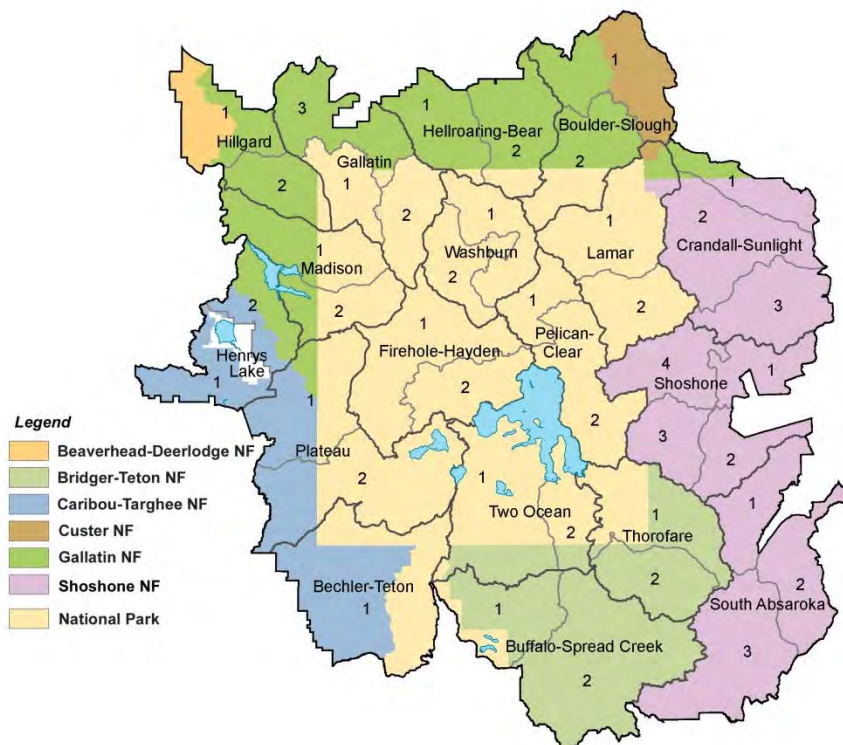 1
3
1
1
Hellroaring-Bear
Boulder-Slough
Hillgard
2
2
Gallatin
1
2
1
2
1
2
Crandall-Sunlight
1
Washburn
Lamar
Madison
1
2
2
2
3
2
1
1
Pelican-
Clear
Firehole-Hayden
Henrys
Lake
1
4
Shoshone
1
2
1
2
3
2
Plateau
2
1
Two Ocean
2
1
Thorofare
1
2
Bechler-Teton
1
1
South Absaroka
2
Buffalo-Spread Creek
2
3
Legend
Beaverhead-Deerlodge NF
Bridger-Teton NF
Caribou-Targhee NF
Custer NF
Gallatin NF
Shoshone NF
National Park